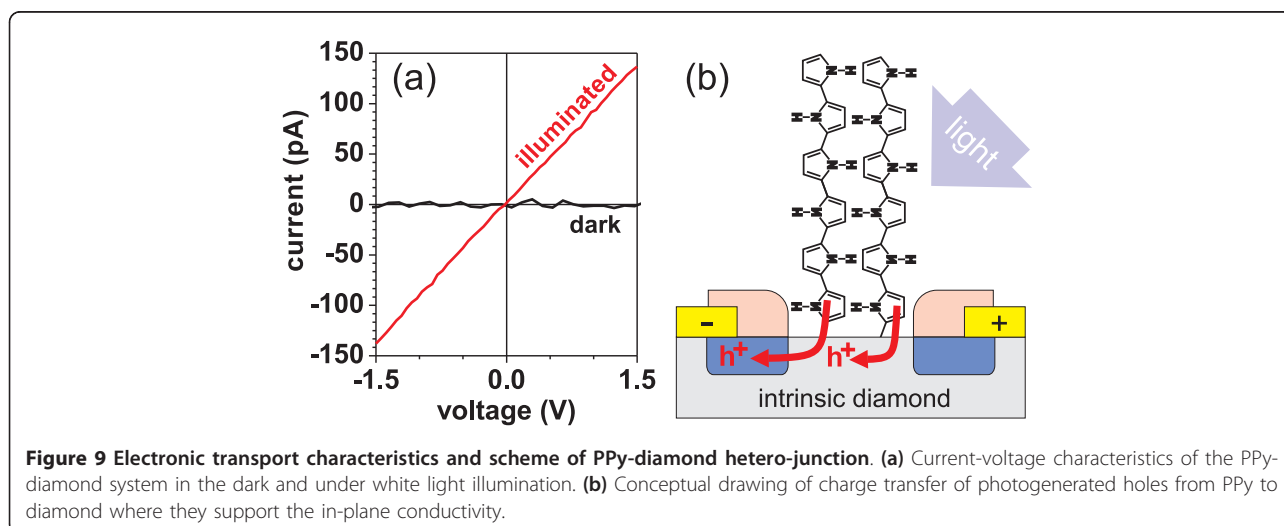 (a)
150
100
50
0
-50
-100
-150
current (pA)
illuminated
dark
-1.5
0.0
1.5
voltage (V)
(b)
N-H N-H
H-N H-N
N-H N-H
H-N H-N
N-H N-H
H-N H-N
light
-
+
h+
h+
intrinsic diamond
Figure 9 Electronic transport characteristics and scheme of PPy-diamond hetero-junction. (a) Current-voltage characteristics of the PPy-
diamond system in the dark and under white light illumination. (b) Conceptual drawing of charge transfer of photogenerated holes from PPy to
diamond where they support the in-plane conductivity.